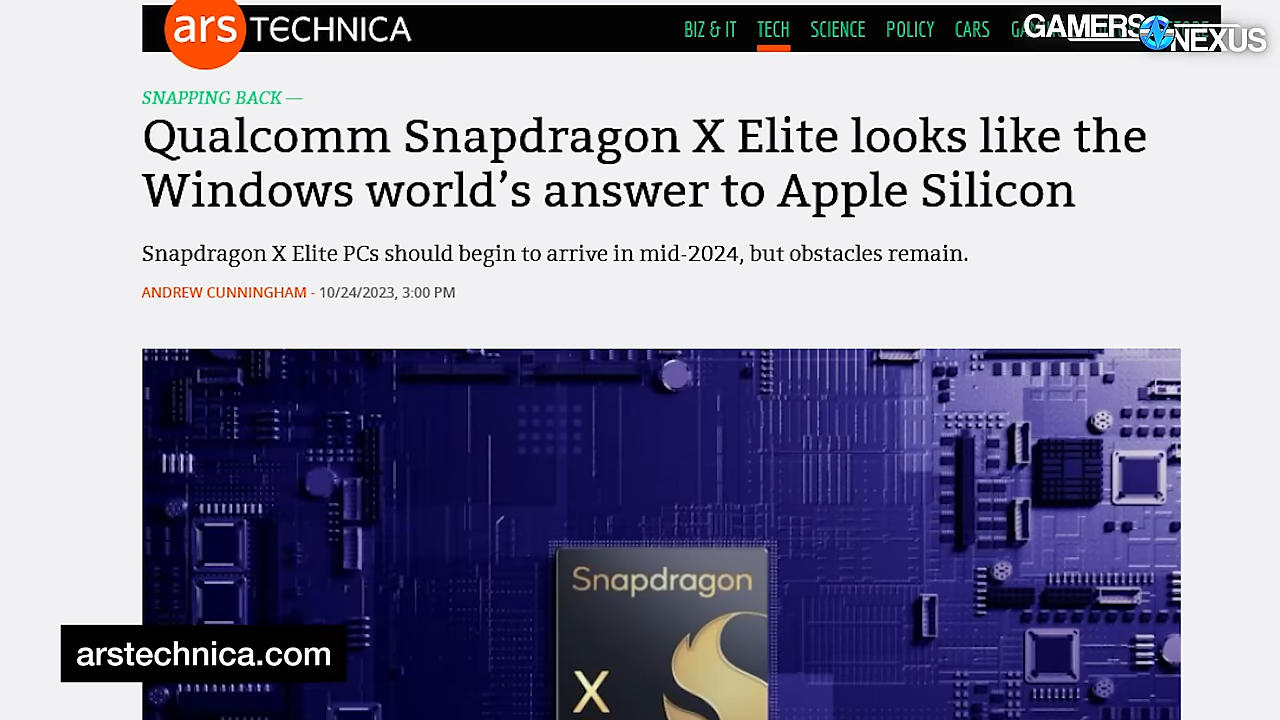 ars TECHNICA
BIZ & IT TECH SCIENCE POLICY CARS
GAMERS NEXUS
SNAPPING BACK —
Qualcomm Snapdragon X Elite looks like the
Windows world’s answer to Apple Silicon
Snapdragon X Elite PCs should begin to arrive in mid-2024, but obstacles remain.
ANDREW CUNNINGHAM - 10/24/2023, 3:00 PM
Snapdragon
X
arstechnica.com